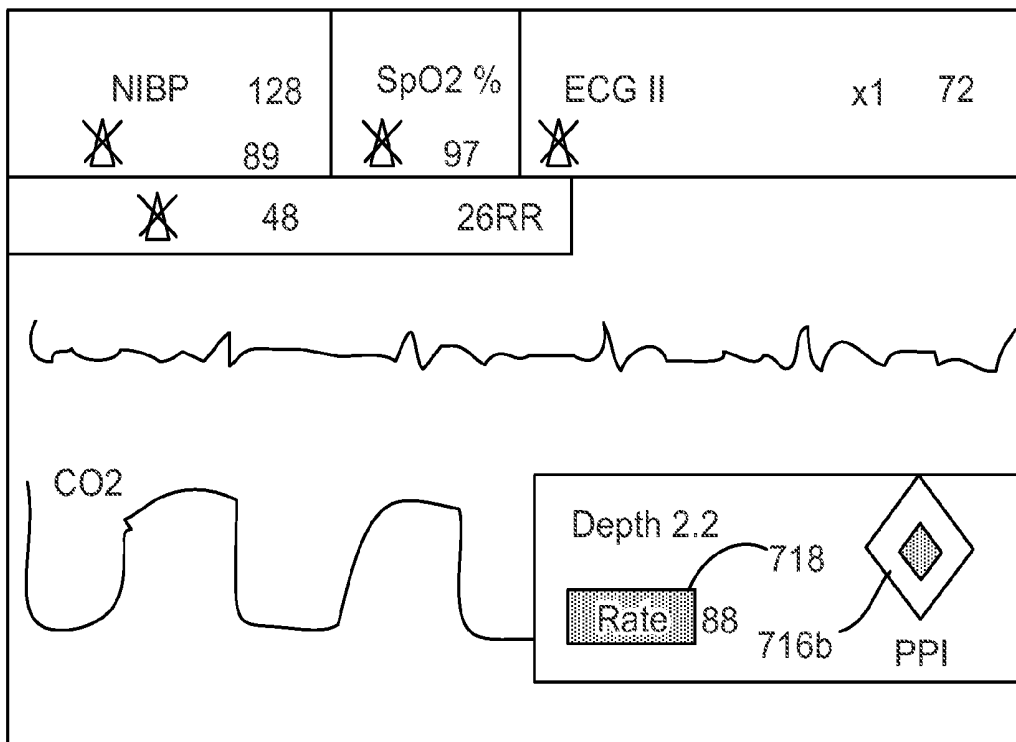 NIBP 128
89
SpO2 %
97
ECG II x1 72
48 26RR
CO2
Depth 2.2
718
Rate 88
716b
PPI